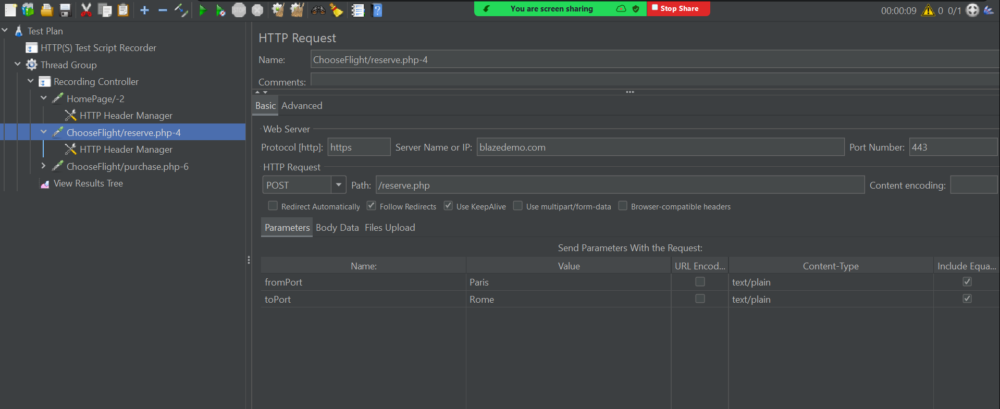 You are screen sharing
Stop Share
00:00:09 0 0/1
Test Plan
HTTP(S) Test Script Recorder
Thread Group
Recording Controller
HomePage/-2
HTTP Header Manager
ChooseFlight/reserve.php-4
HTTP Header Manager
ChooseFlight/purchase.php-6
View Results Tree
HTTP Request
Name: ChooseFlight/reserve.php-4
Comments:
Basic Advanced
Web Server
Protocol [http]: https Server Name or IP: blazedemo.com Port Number: 443
HTTP Request
POST Path: /reserve.php Content encoding:
Redirect Automatically Follow Redirects Use KeepAlive Use multipart/form-data Browser-compatible headers
Parameters Body Data Files Upload
Send Parameters With the Request:
Name: Value URL Encod... Content-Type Include Equa...
fromPort Paris text/plain
toPort Rome text/plain